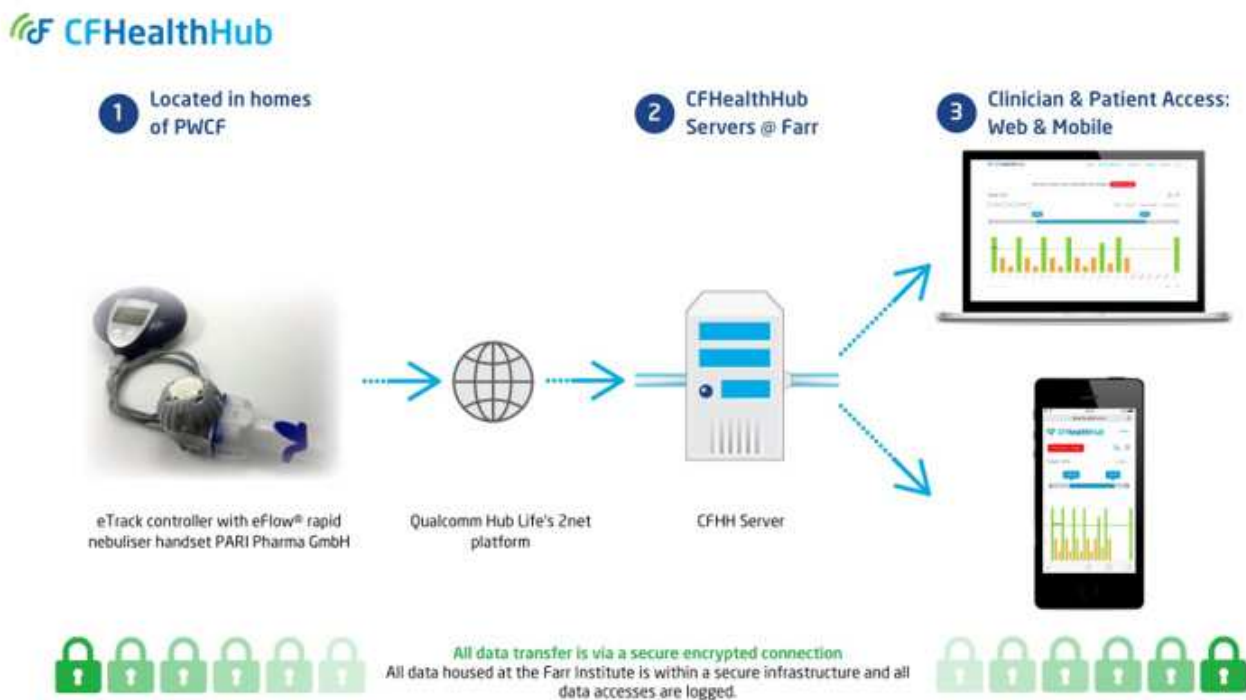 CFHealthHub
1 Located in homes
of PWCF
2 CFHealthHub
Servers @ Farr
3 Clinician & Patient Access:
Web & Mobile
eTrack controller with eFlow® rapid
nebuliser handset PARI Pharma GmbH
Qualcomm Hub Life's 2net
platform
CFHH Server
CFHealthHub
All data transfer is via a secure encrypted connection
All data housed at the Farr Institute is within a secure infrastructure and all
data accesses are logged.